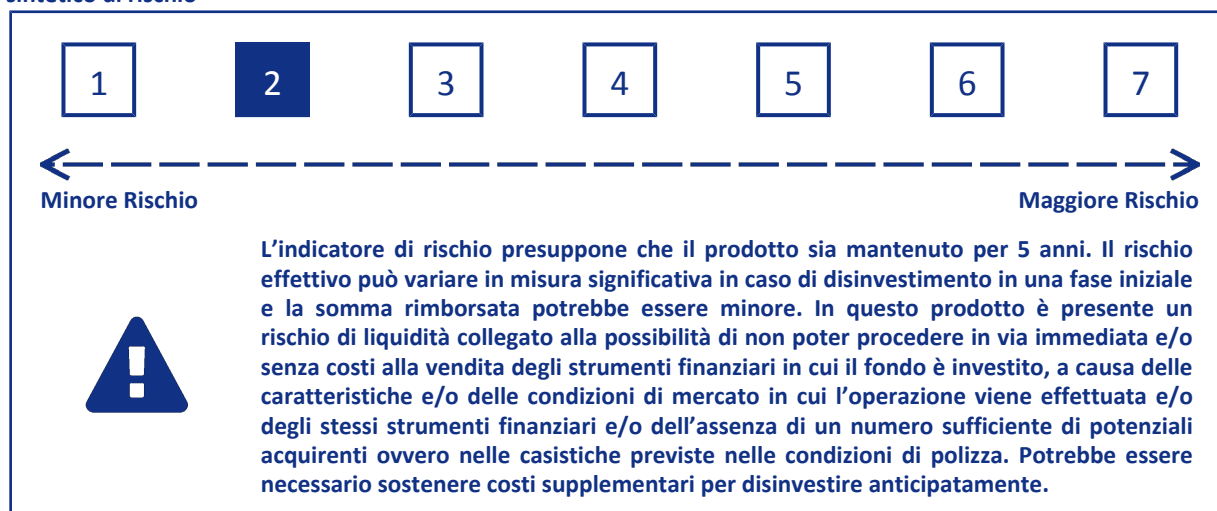 sintetico di rischio
1 2 3 4 5 6 7
Minore Rischio Maggiore Rischio
L’indicatore di rischio presuppone che il prodotto sia mantenuto per 5 anni. Il rischio
effettivo può variare in misura significativa in caso di disinvestimento in una fase iniziale
e la somma rimborsata potrebbe essere minore. In questo prodotto è presente un
rischio di liquidità collegato alla possibilità di non poter procedere in via immediata e/o
senza costi alla vendita degli strumenti finanziari in cui il fondo è investito, a causa delle
caratteristiche e/o delle condizioni di mercato in cui l’operazione viene effettuata e/o
degli stessi strumenti finanziari e/o dell’assenza di un numero sufficiente di potenziali
acquirenti ovvero nelle casistiche previste nelle condizioni di polizza. Potrebbe essere
necessario sostenere costi supplementari per disinvestire anticipatamente.